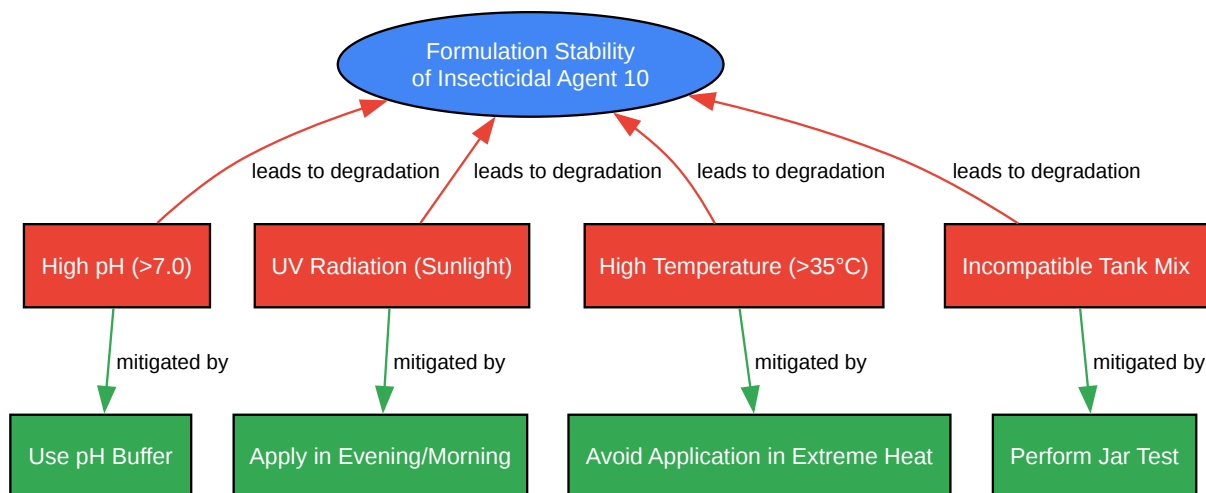 Formulation Stability
of Insecticidal Agent 10
leads to degradation
leads to degradation
leads to degradation
leads to degradation
High pH (>7.0)
UV Radiation (Sunlight)
High Temperature (>35°C)
Incompatible Tank Mix
mitigated by
mitigated by
mitigated by
mitigated by
Use pH Buffer
Apply in Evening/Morning
Avoid Application in Extreme Heat
Perform Jar Test